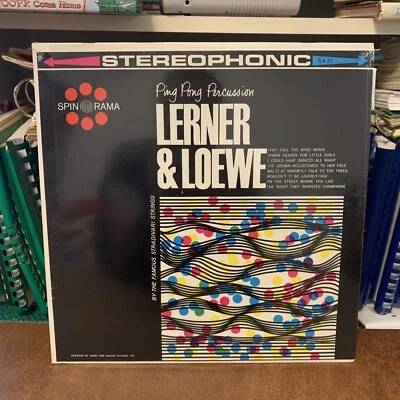 STEREOPHONIC
S-22
SPIN O RAMA
Ping Pong Percussion
LERNER
& LOEWE
THEY CALL THE WIND MARIA
THANK HEAVEN FOR LITTLE GIRLS
I COULD HAVE DANCED ALL NIGHT
I'VE GROWN ACCUSTOMED TO HER FACE
WALTZ AT MAXIM'S/I TALK TO THE TREES
WOULDN'T IT BE LOVERLY/GIGI
ON THE STREET WHERE YOU LIVE
THE NIGHT THEY INVENTED CHAMPAGNE
BY THE FAMOUS STRADIVARI STRINGS